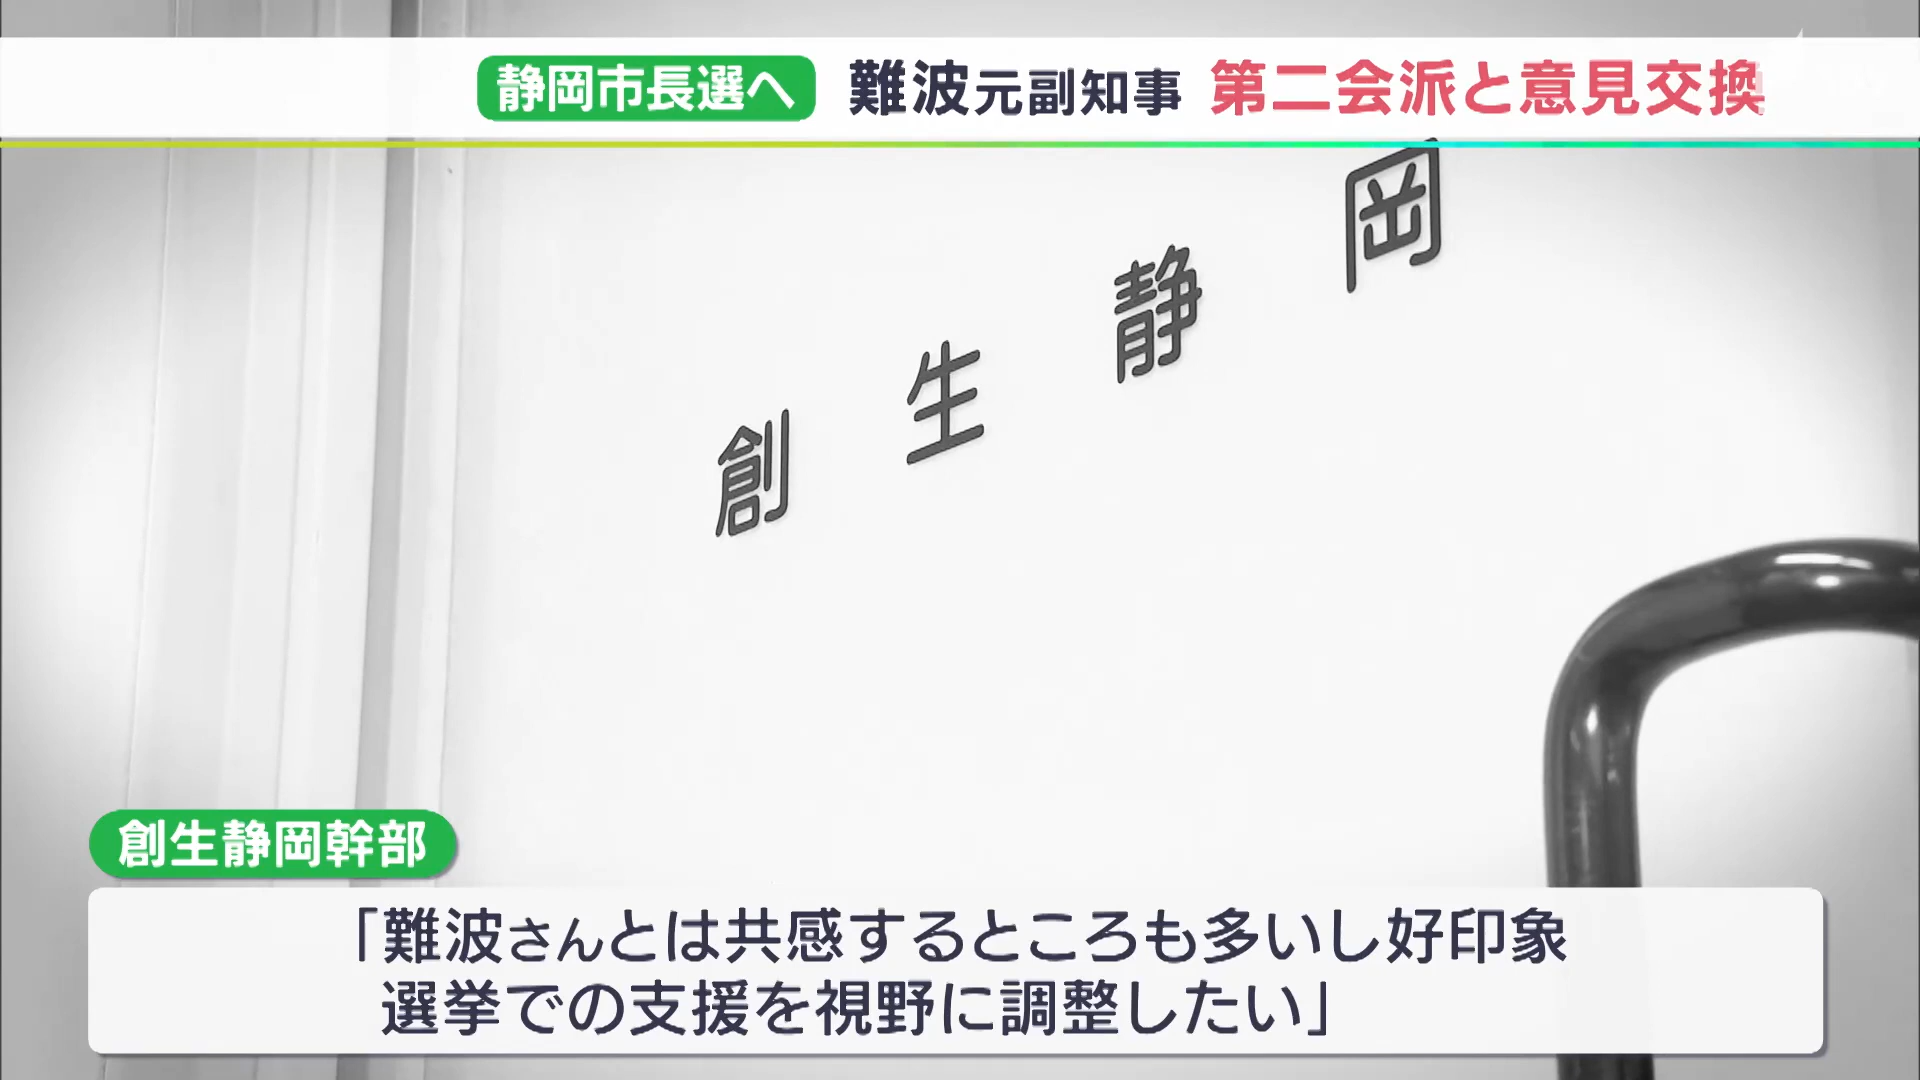 静岡市長選へ 難波元副知事 第二会派と意見交換
創生静岡
創生静岡幹部
「難波さんとは共感するところも多いし好印象
選挙での支援を視野に調整したい」